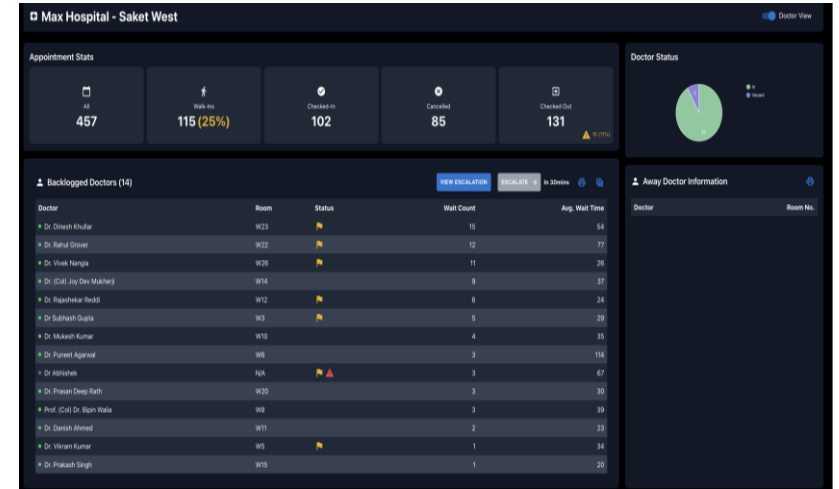 Max Hospital - Saket West
Doctor View
Appointment Stats
All
457
Walk-Ins
115 (25%)
Checked-in
102
Cancelled
85
Checked Out
131
15 (11%)
Doctor Status
In
Vacant
Backlogged Doctors (14)
VIEW ESCALATION
ESCALATE
in 30mins
Doctor Room Status Wait Count Avg. Wait Time
Dr. Dinesh Khullar W23 15 54
Dr. Rahul Grover W22 12 77
Dr. Vivek Nangia W26 11 26
Dr. (Col) Joy Dev Mukherji W14 9 37
Dr. Rajashekar Reddi W12 6 24
Dr Subhash Gupta W3 5 29
Dr. Mukesh Kumar W10 4 35
Dr. Puneet Agarwal W6 3 114
Dr Abhishek N/A 3 67
Dr. Prasan Deep Rath W20 3 30
Prof. (Col) Dr. Bipin Walia W8 3 39
Dr. Danish Ahmed W11 2 23
Dr. Vikram Kumar W5 1 34
Dr. Prakash Singh W15 1 20
Away Doctor Information
Doctor Room No.